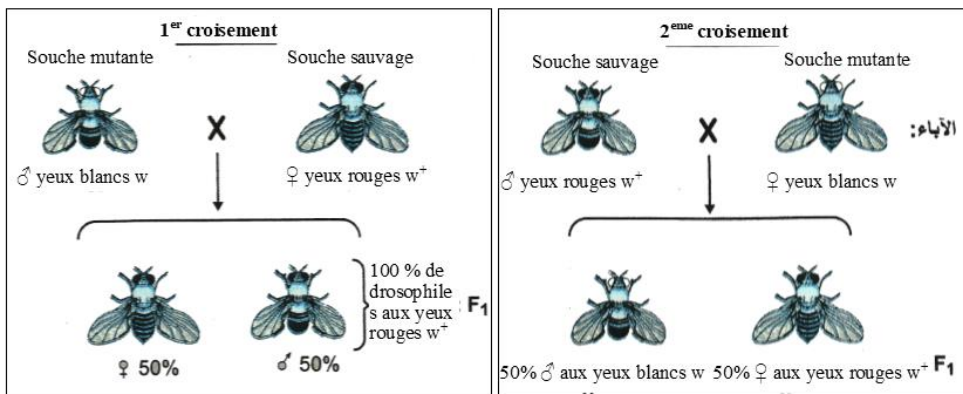 1er croisement
Souche mutante
Souche sauvage
X
♂ yeux blancs w
♀ yeux rouges w+
100 % de
drosophile
s aux yeux
rouges w+
F1
♀ 50%
♂ 50%
2eme croisement
Souche sauvage
Souche mutante
X
الآباء:
♂ yeux rouges w+
♀ yeux blancs w
50% ♂ aux yeux blancs w
50% ♀ aux yeux rouges w+
F1